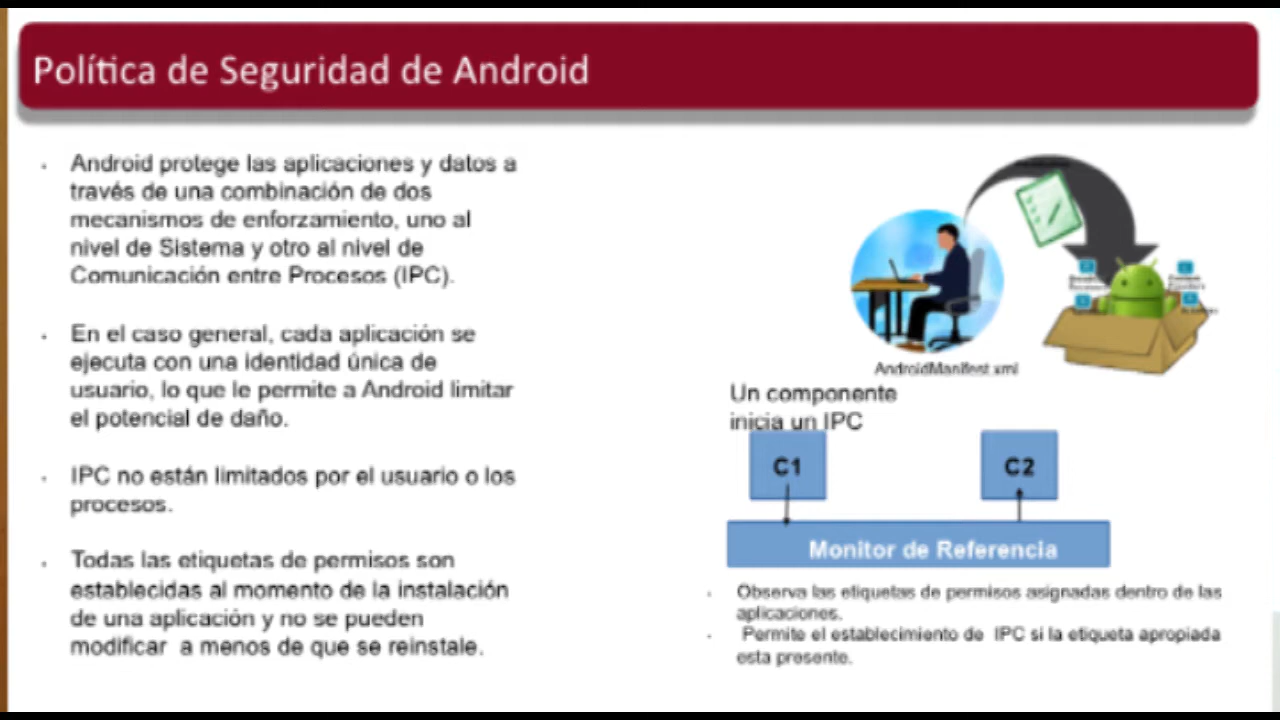 Política de Seguridad de Android
Android protege las aplicaciones y datos a
través de una combinación de dos
mecanismos de enforzamiento, uno al
nivel de Sistema y otro al nivel de
Comunicación entre Procesos (IPC).
En el caso general, cada aplicación se
ejecuta con una identidad única de
usuario, lo que le permite a Android limitar
el potencial de daño.
IPC no están limitados por el usuario o los
procesos.
Todas las etiquetas de permisos son
establecidas al momento de la instalación
de una aplicación y no se pueden
modificar a menos de que se reinstale.
AndroidManifest.xml
Un componente
inicia un IPC
C1
C2
Monitor de Referencia
Observa las etiquetas de permisos asignadas dentro de las
aplicaciones.
Permite el establecimiento de IPC si la etiqueta apropiada
esta presente.